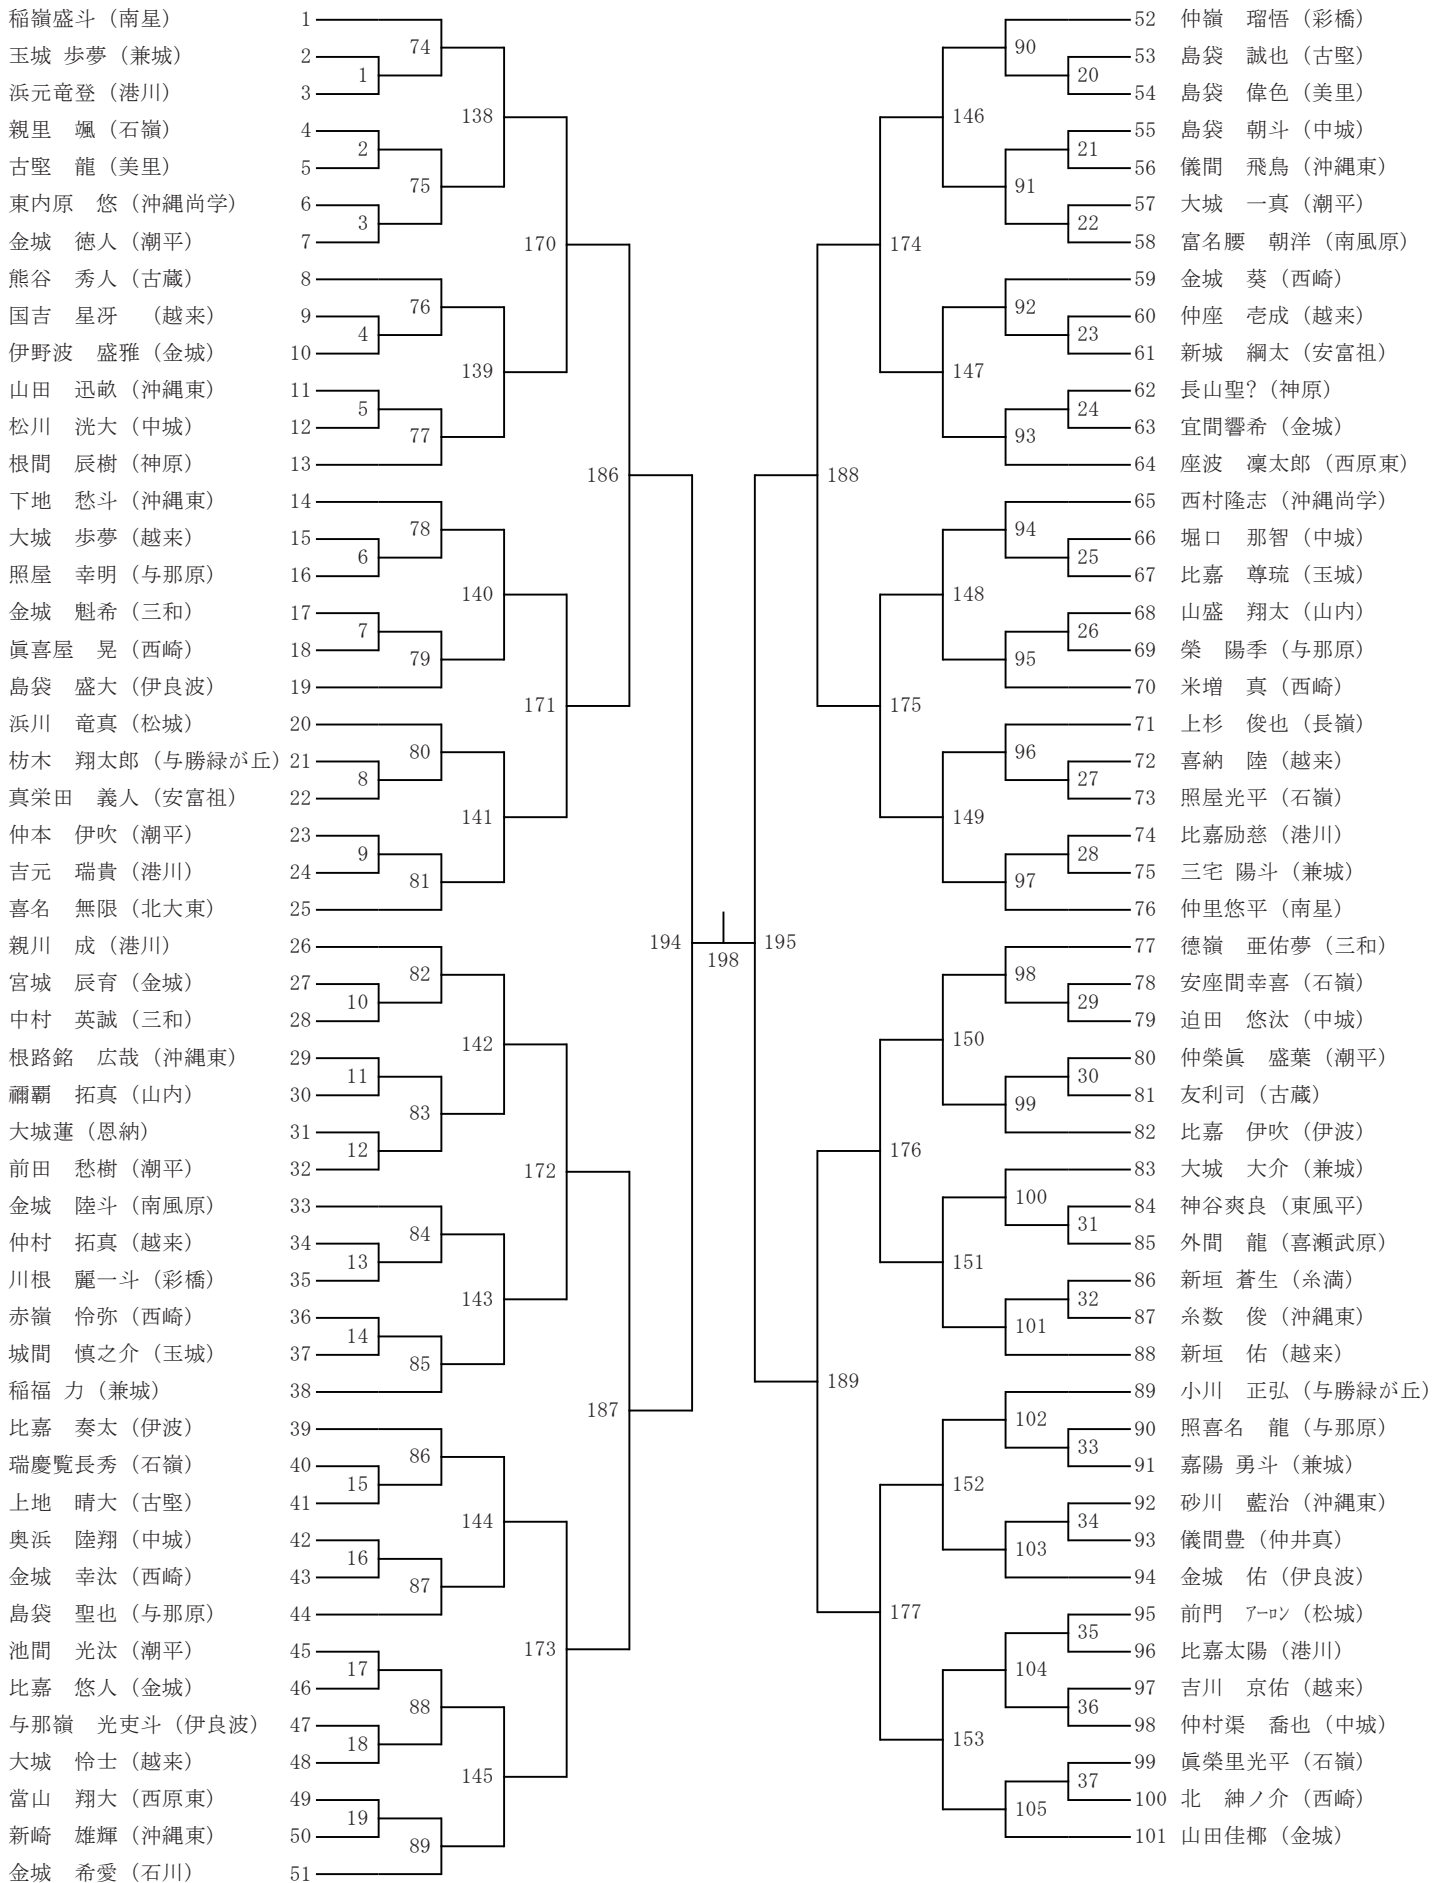 稲嶺盛斗（南星） 1
玉城 歩夢（兼城） 2
浜元竜登（港川） 3
親里　颯（石嶺） 4
古堅　龍（美里） 5
東内原　悠（沖縄尚学） 6
金城　徳人（潮平） 7
熊谷　秀人（古蔵） 8
国吉　星冴　（越来） 9
伊野波　盛雅（金城） 10
山田　迅畝（沖縄東） 11
松川　洸大（中城） 12
根間　辰樹（神原） 13
下地　愁斗（沖縄東） 14
大城　歩夢（越来） 15
照屋　幸明（与那原） 16
金城　魁希（三和） 17
眞喜屋　晃（西崎） 18
島袋　盛大（伊良波） 19
浜川　竜真（松城） 20
枋木　翔太郎（与勝緑が丘） 21
真栄田　義人（安富祖） 22
仲本　伊吹（潮平） 23
吉元　瑞貴（港川） 24
喜名　無限（北大東） 25
親川　成（港川） 26
宮城　辰育（金城） 27
中村　英誠（三和） 28
根路銘　広哉（沖縄東） 29
禰覇　拓真（山内） 30
大城蓮（恩納） 31
前田　愁樹（潮平） 32
金城　陸斗（南風原） 33
仲村　拓真（越来） 34
川根　麗一斗（彩橋） 35
赤嶺　怜弥（西崎） 36
城間　慎之介（玉城） 37
稲福 力（兼城） 38
比嘉　奏太（伊波） 39
瑞慶覧長秀（石嶺） 40
上地　晴大（古堅） 41
奥浜　陸翔（中城） 42
金城　幸汰（西崎） 43
島袋　聖也（与那原） 44
池間　光汰（潮平） 45
比嘉　悠人（金城） 46
与那嶺　光吏斗（伊良波） 47
大城　怜士（越来） 48
當山　翔大（西原東） 49
新崎　雄輝（沖縄東） 50
金城　希愛（石川） 51
1
2
3
4
5
6
7
8
9
10
11
12
13
14
15
16
17
18
19
74
75
76
77
78
79
80
81
82
83
84
85
86
87
88
89
138
139
140
141
142
143
144
145
170
171
172
173
186
187
194
198
195
188
189
174
175
176
177
146
147
148
149
150
151
152
153
90
91
92
93
94
95
96
97
98
99
100
101
102
103
104
105
20
21
22
23
24
25
26
27
28
29
30
31
32
33
34
35
36
37
52 仲嶺　瑠悟（彩橋）
53 島袋　誠也（古堅）
54 島袋　偉色（美里）
55 島袋　朝斗（中城）
56 儀間　飛鳥（沖縄東）
57 大城　一真（潮平）
58 富名腰　朝洋（南風原）
59 金城　葵（西崎）
60 仲座　壱成（越来）
61 新城　綱太（安富祖）
62 長山聖?（神原）
63 宜間響希（金城）
64 座波　凜太郎（西原東）
65 西村隆志（沖縄尚学）
66 堀口　那智（中城）
67 比嘉　尊琉（玉城）
68 山盛　翔太（山内）
69 榮　陽季（与那原）
70 米増　真（西崎）
71 上杉　俊也（長嶺）
72 喜納　陸（越来）
73 照屋光平（石嶺）
74 比嘉励慈（港川）
75 三宅 陽斗（兼城）
76 仲里悠平（南星）
77 德嶺　亜佑夢（三和）
78 安座間幸喜（石嶺）
79 迫田　悠汰（中城）
80 仲榮眞　盛葉（潮平）
81 友利司（古蔵）
82 比嘉　伊吹（伊波）
83 大城　大介（兼城）
84 神谷爽良（東風平）
85 外間　龍（喜瀬武原）
86 新垣 蒼生（糸満）
87 糸数　俊（沖縄東）
88 新垣　佑（越来）
89 小川　正弘（与勝緑が丘）
90 照喜名　龍（与那原）
91 嘉陽 勇斗（兼城）
92 砂川　藍治（沖縄東）
93 儀間豊（仲井真）
94 金城　佑（伊良波）
95 前門　ｱｰﾛﾝ（松城）
96 比嘉太陽（港川）
97 吉川　京佑（越来）
98 仲村渠　喬也（中城）
99 眞榮里光平（石嶺）
100 北　紳ノ介（西崎）
101 山田佳椰（金城）